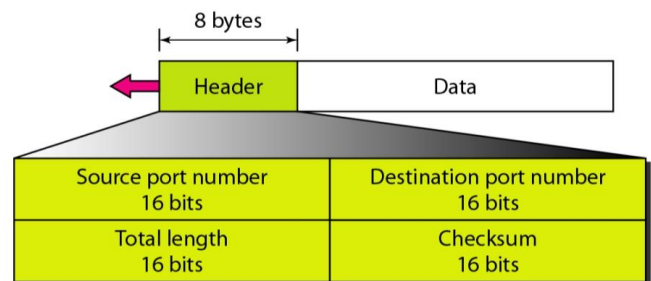 8 bytes
Header
Data
Source port number
16 bits
Destination port number
16 bits
Total length
16 bits
Checksum
16 bits